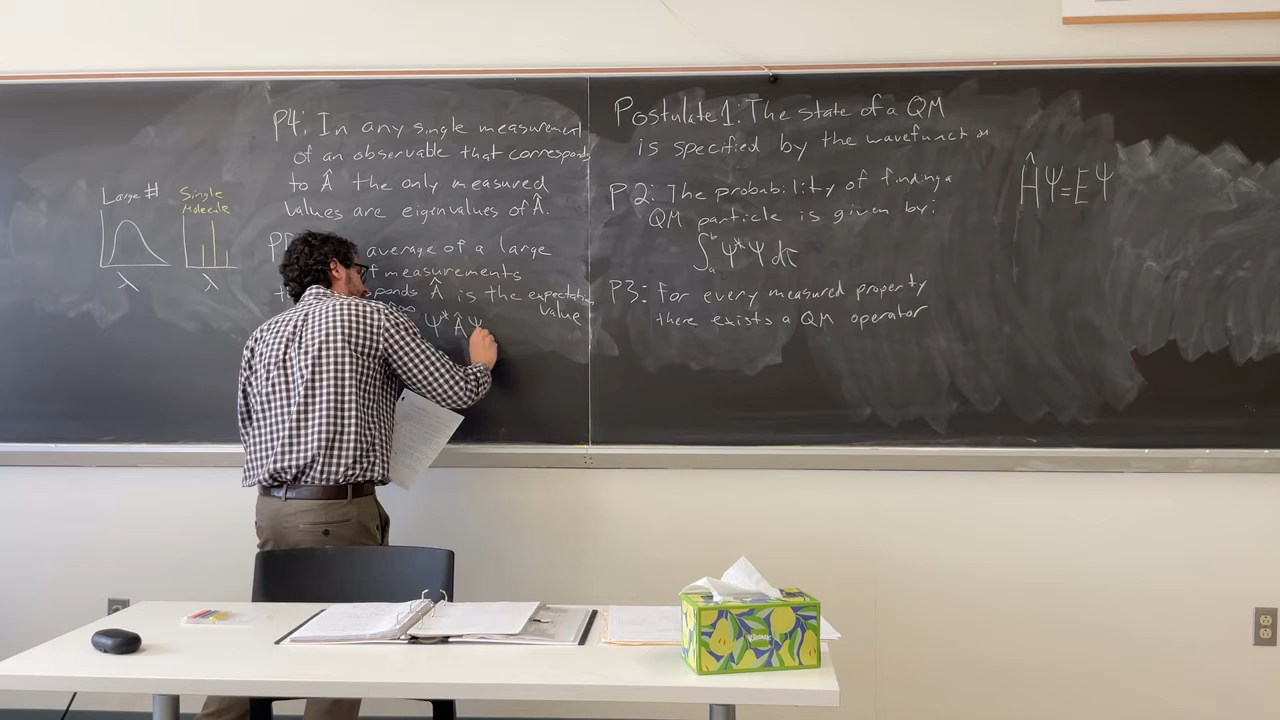 Large #
λ
Single
Molecule
λ
P4: In any single measurement
of an observable that corresponds
to Â the only measured
values are eigenvalues of Â.
average of a large
measurements
Â is the
value
Ψ* Â Ψ
Postulate 1: The state of a QM
is specified by the
P2: The probability of finding a
QM particle is given by:
∫ₐᵇ Ψ*Ψ dτ
P3: For every measured property
there exists a QM operator
ĤΨ=EΨ
Kleenex